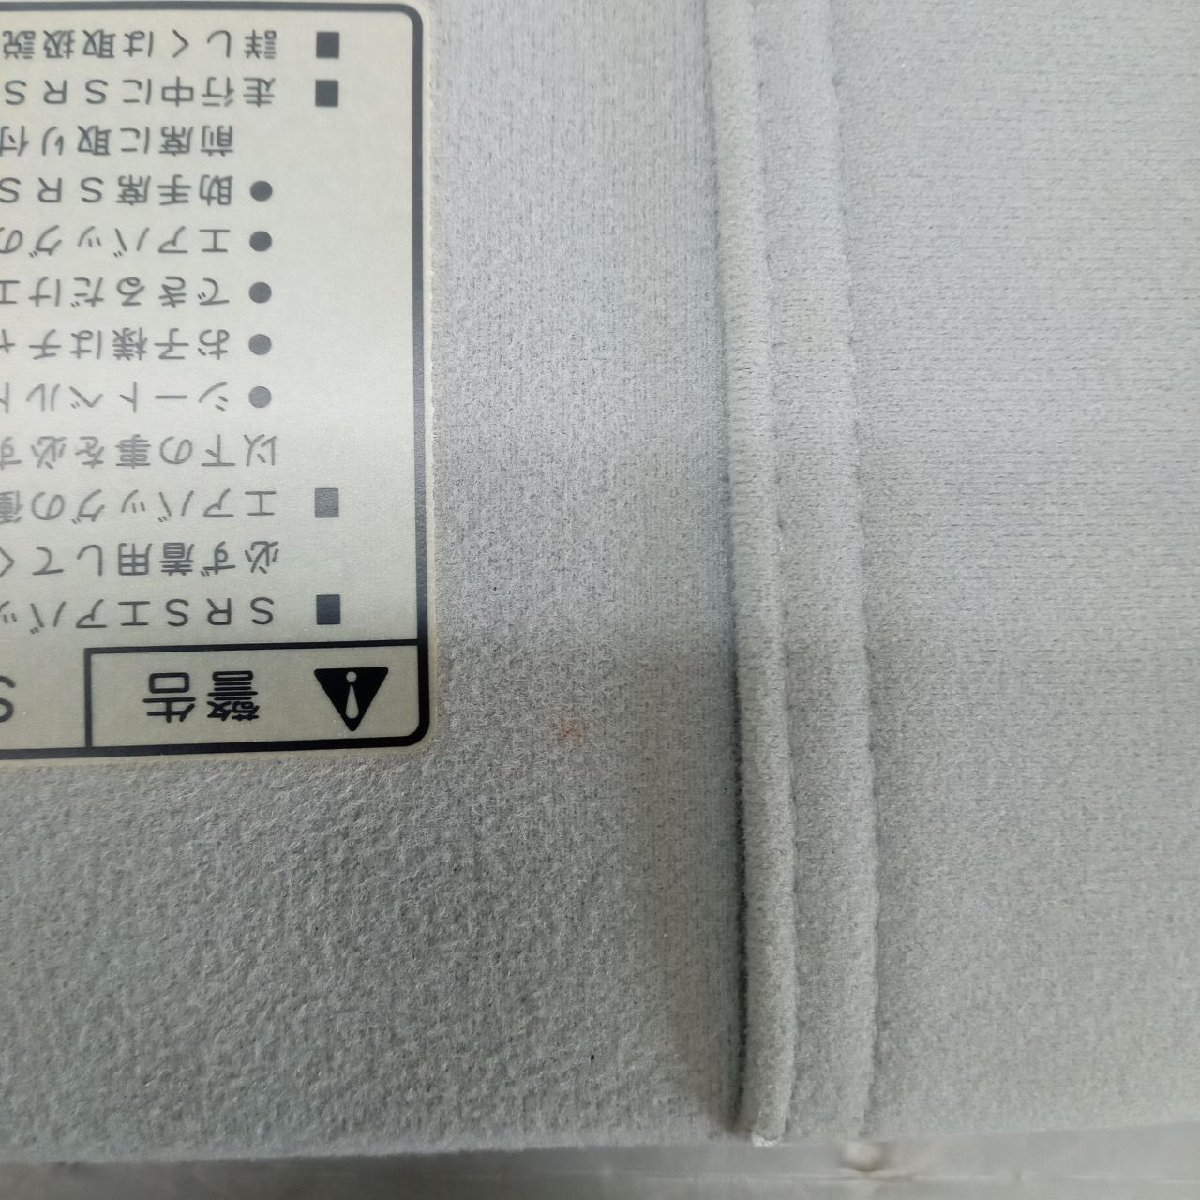 ⚠警告 S
■ SRSエアバッ
必ず着用してく
■ エアバッグの衝
以下の事を必ず
● シートベルト
● お子様はチャ
● できるだけエ
● エアバッグの
● 助手席SRS
前席に取り付
■ 走行中にSRS
■ 詳しくは取扱説